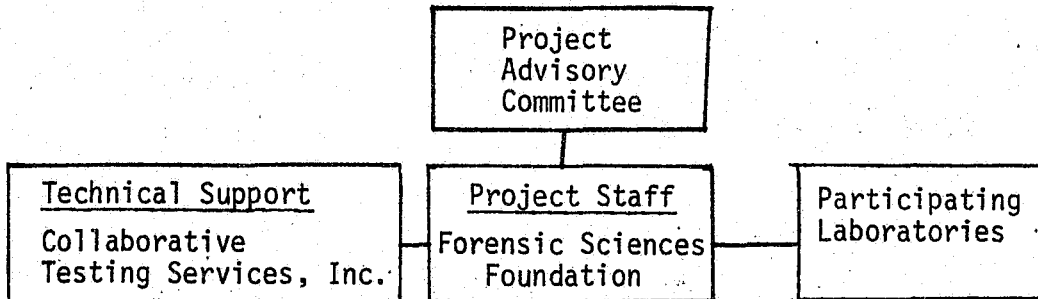 Project
Advisory
Committee
Technical Support
Collaborative
Testing Services, Inc.
Project Staff
Forensic Sciences
Foundation
Participating
Laboratories